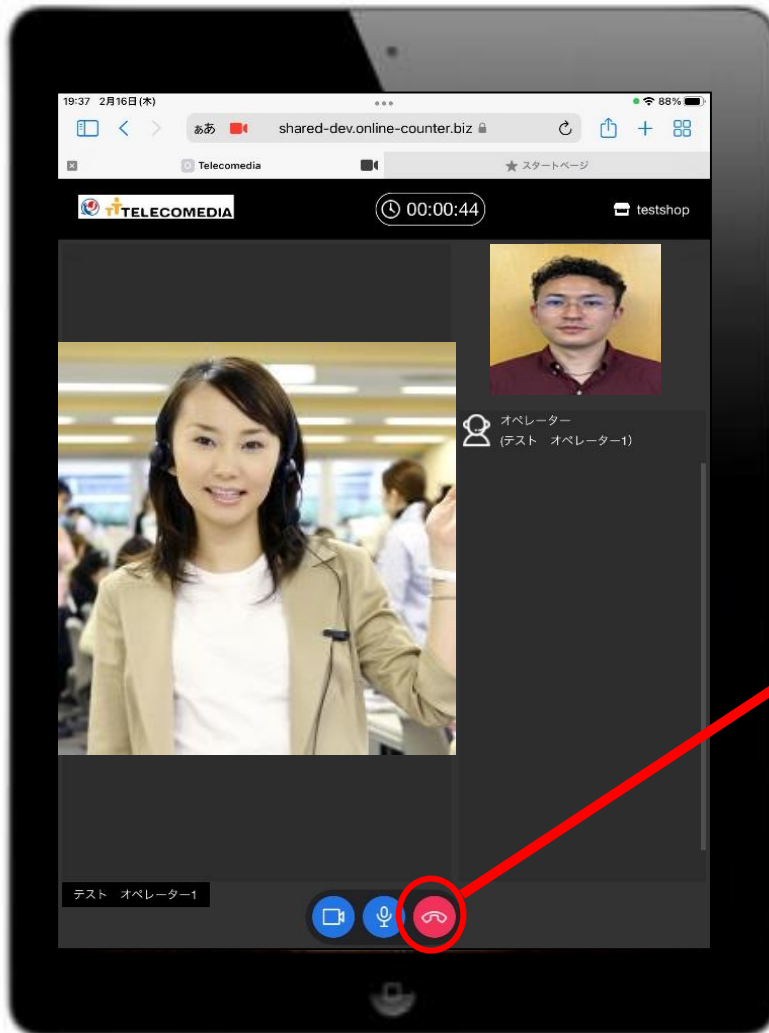 19:37 2月16日(木)
88%
ぁあ shared-dev.online-counter.biz
Telecomedia
スタートページ
TELECOMEDIA
00:00:44
testshop
オペレーター
(テスト オペレーター1)
テスト オペレーター1